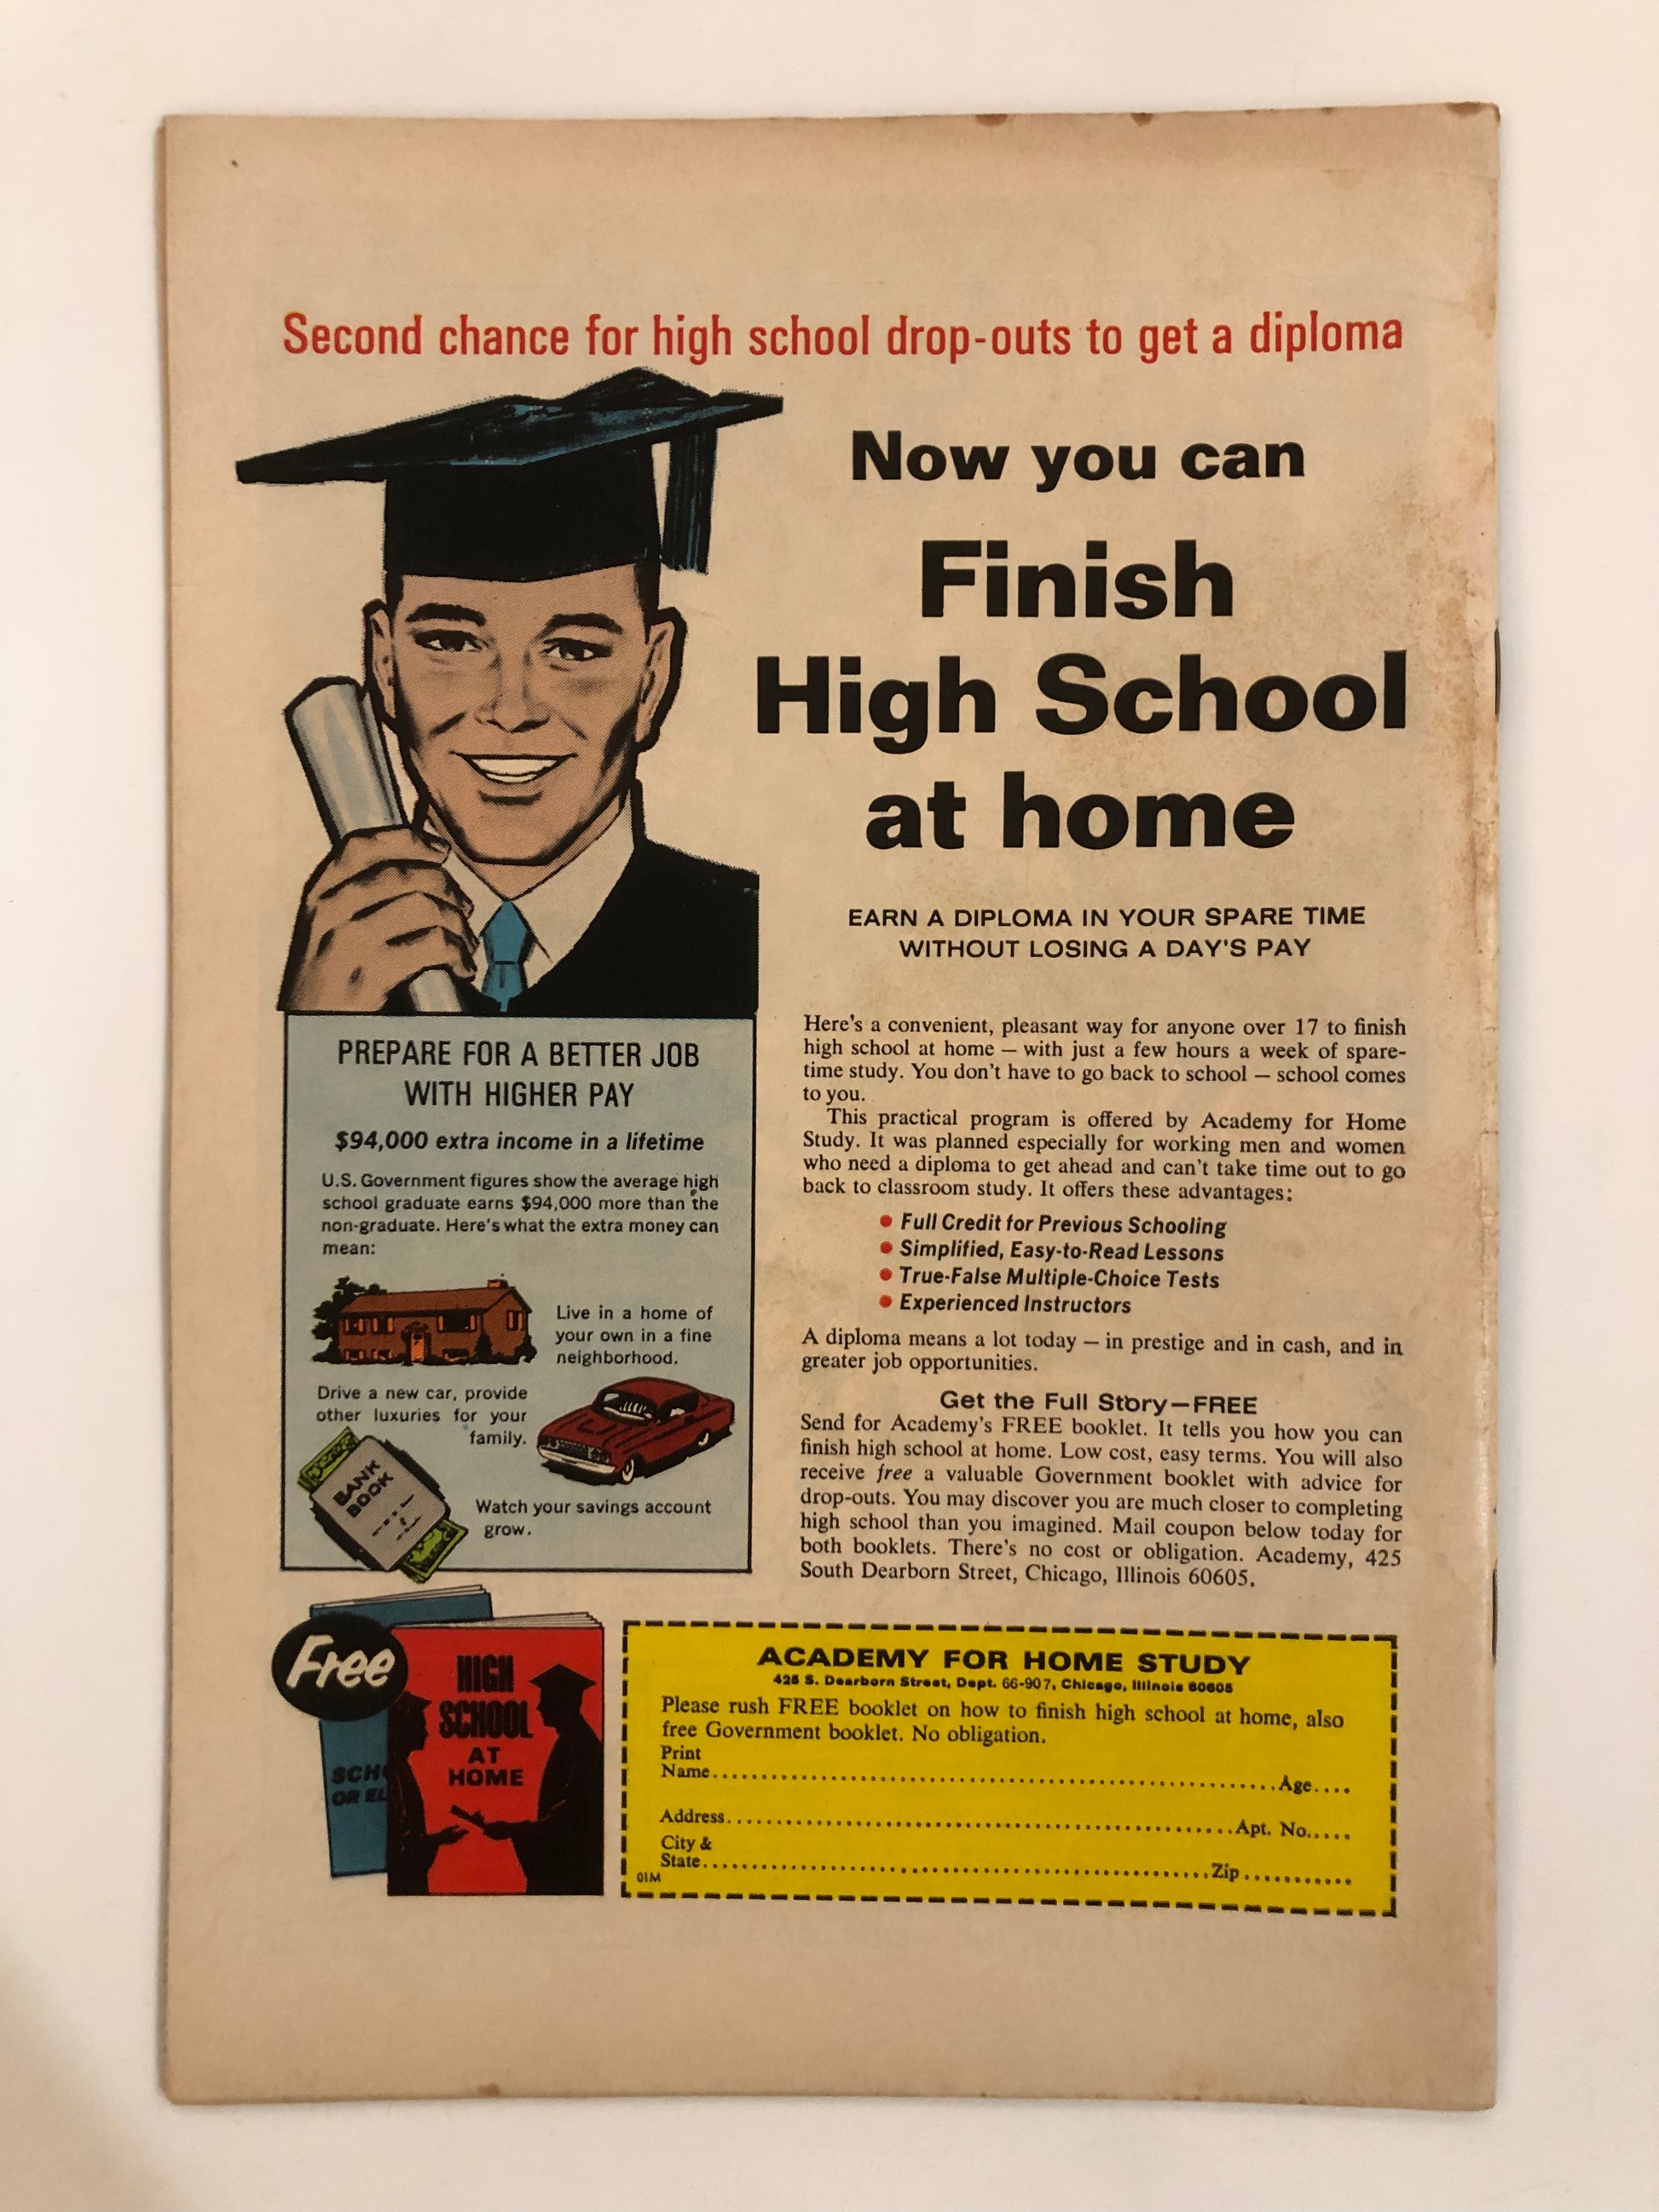 Second chance for high school drop-outs to get a diploma
Now you can
Finish
High School
at home
EARN A DIPLOMA IN YOUR SPARE TIME
WITHOUT LOSING A DAY'S PAY
PREPARE FOR A BETTER JOB
WITH HIGHER PAY
$94,000 extra income in a lifetime
U.S. Government figures show the average high
school graduate earns $94,000 more than the
non-graduate. Here's what the extra money can
mean:
Live in a home of
your own in a fine
neighborhood.
Drive a new car, provide
other luxuries for your
family.
BANK
BOOK
Watch your savings account
grow.
Here's a convenient, pleasant way for anyone over 17 to finish
high school at home — with just a few hours a week of spare-
time study. You don't have to go back to school — school comes
to you.
This practical program is offered by Academy for Home
Study. It was planned especially for working men and women
who need a diploma to get ahead and can't take time out to go
back to classroom study. It offers these advantages:
• Full Credit for Previous Schooling
• Simplified, Easy-to-Read Lessons
• True-False Multiple-Choice Tests
• Experienced Instructors
A diploma means a lot today — in prestige and in cash, and in
greater job opportunities.
Get the Full Story—FREE
Send for Academy's FREE booklet. It tells you how you can
finish high school at home. Low cost, easy terms. You will also
receive free a valuable Government booklet with advice for
drop-outs. You may discover you are much closer to completing
high school than you imagined. Mail coupon below today for
both booklets. There's no cost or obligation. Academy, 425
South Dearborn Street, Chicago, Illinois 60605.
Free
HIGH
SCHOOL
AT
HOME
SCHO
OR EL
ACADEMY FOR HOME STUDY
425 S. Dearborn Street, Dept. 66-907, Chicago, Illinois 60605
Please rush FREE booklet on how to finish high school at home, also
free Government booklet. No obligation.
Print
Name..........Age....
Address..........Apt. No.....
City &
State..........Zip..........
01M